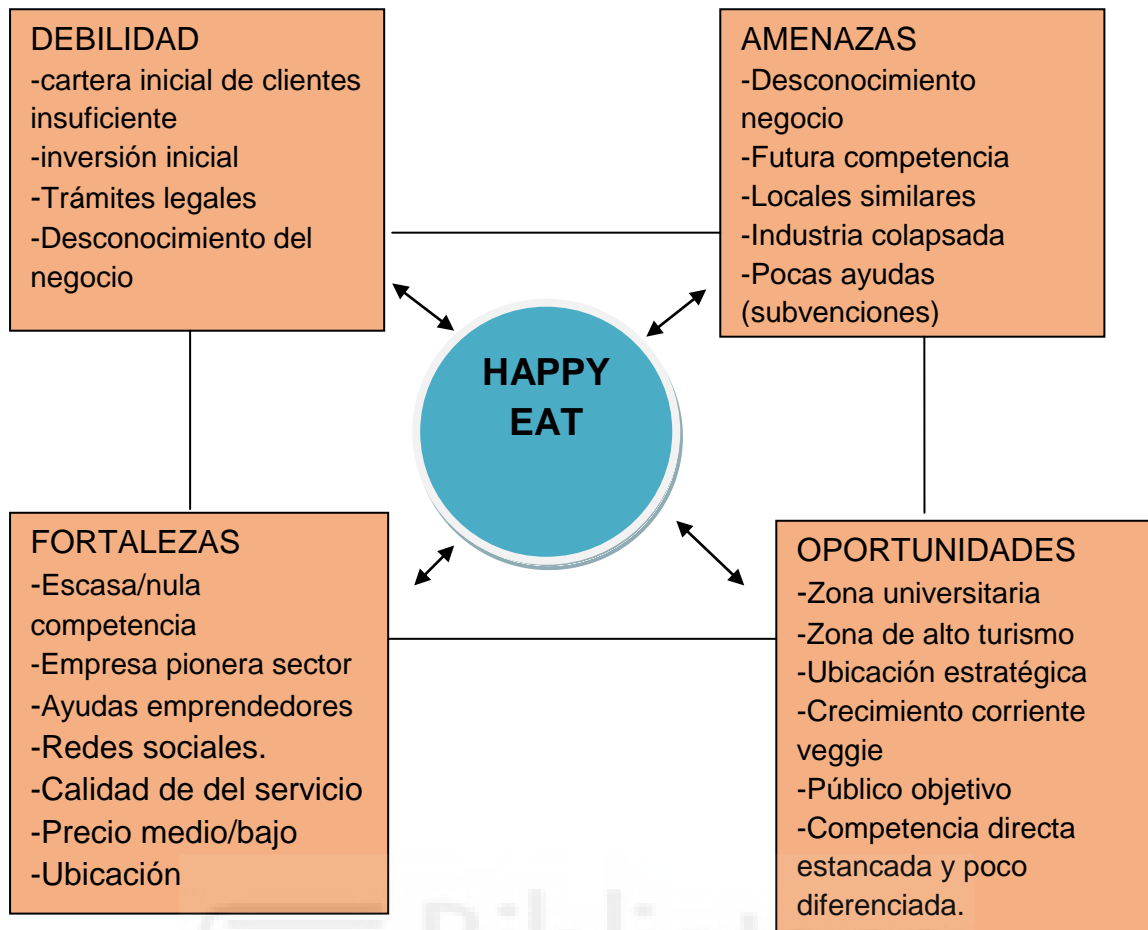 DEBILIDAD
-cartera inicial de clientes
insuficiente
-inversión inicial
-Trámites legales
-Desconocimiento del
negocio
AMENAZAS
-Desconocimiento
negocio
-Futura competencia
-Locales similares
-Industria colapsada
-Pocas ayudas
(subvenciones)
HAPPY
EAT
FORTALEZAS
-Escasa/nula
competencia
-Empresa pionera sector
-Ayudas emprendedores
-Redes sociales.
-Calidad de del servicio
-Precio medio/bajo
-Ubicación
OPORTUNIDADES
-Zona universitaria
-Zona de alto turismo
-Ubicación estratégica
-Crecimiento corriente
veggie
-Público objetivo
-Competencia directa
estancada y poco
diferenciada.